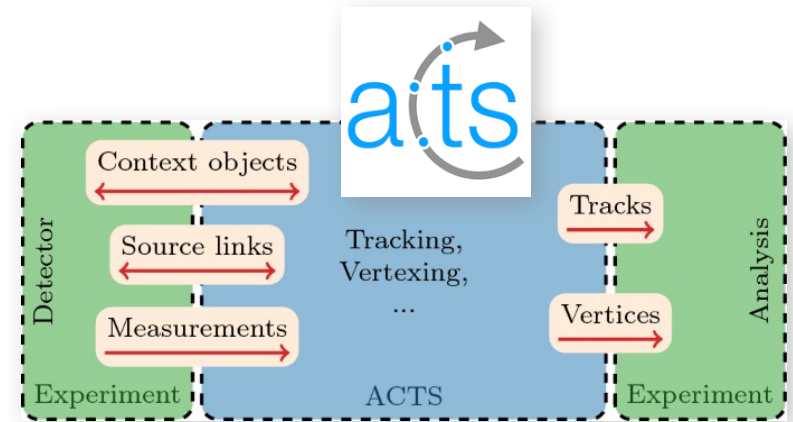 acts
Context objects
Source links
Measurements
Detector
Experiment
Tracking,
Vertexing,
...
ACTS
Tracks
Vertices
Analysis
Experiment